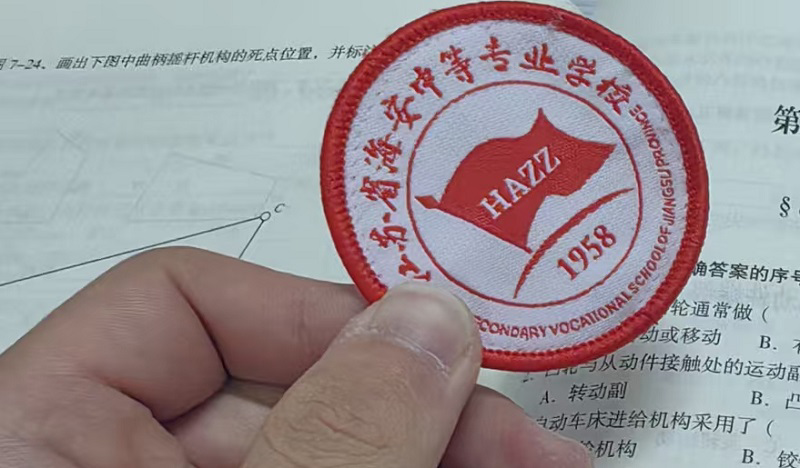 7-24、画出下图中曲柄摇杆机构的死点位置，并标
C
江苏省海安中等专业学校
HAZZ
1958
SECONDARY VOCATIONAL SCHOOL OF JIANGSU PROVINCE
第
§
确答案的序号
轮通常做（
动或移动 B.
凸轮与从动件接触处的运动副
A. 转动副 B. 凸
自动车床进给机构采用了（
机构 B. 铰